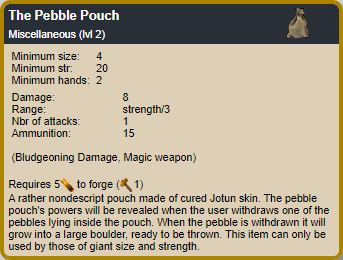 The Pebble Pouch
Miscellaneous (lvl 2)
Minimum size: 4
Minimum str: 20
Minimum hands: 2
Damage: 8
Range: strength/3
Nbr of attacks: 1
Ammunition: 15
(Bludgeoning Damage, Magic weapon)
Requires 5 to forge ( 1)
A rather nondescript pouch made of cured Jotun skin. The pebble
pouch's powers will be revealed when the user withdraws one of the
pebbles lying inside the pouch. When the pebble is withdrawn it will
grow into a large boulder, ready to be thrown. This item can only be
used by those of giant size and strength.